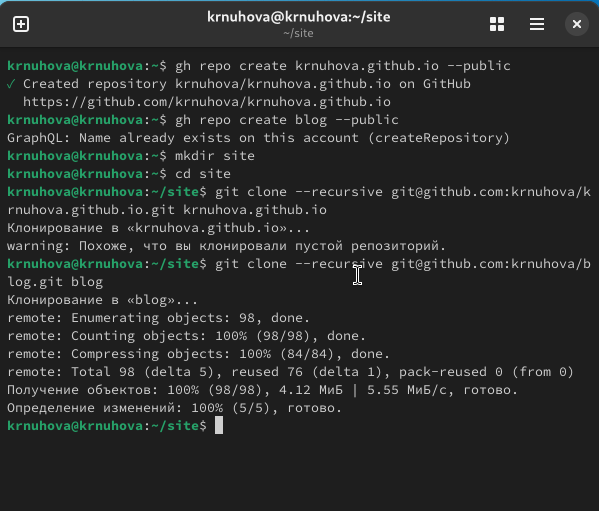 krnuhova@krnuhova:~/site
~/site
krnuhova@krnuhova:~$ gh repo create krnuhova.github.io --public
✓ Created repository krnuhova/krnuhova.github.io on GitHub
https://github.com/krnuhova/krnuhova.github.io
krnuhova@krnuhova:~$ gh repo create blog --public
GraphQL: Name already exists on this account (createRepository)
krnuhova@krnuhova:~$ mkdir site
krnuhova@krnuhova:~$ cd site
krnuhova@krnuhova:~/site$ git clone --recursive git@github.com:krnuhova/k
rnuhova.github.io.git krnuhova.github.io
Клонирование в «krnuhova.github.io»...
warning: Похоже, что вы клонировали пустой репозиторий.
krnuhova@krnuhova:~/site$ git clone --recursive git@github.com:krnuhova/b
log.git blog
Клонирование в «blog»...
remote: Enumerating objects: 98, done.
remote: Counting objects: 100% (98/98), done.
remote: Compressing objects: 100% (84/84), done.
remote: Total 98 (delta 5), reused 76 (delta 1), pack-reused 0 (from 0)
Получение объектов: 100% (98/98), 4.12 МиБ | 5.55 МиБ/с, готово.
Определение изменений: 100% (5/5), готово.
krnuhova@krnuhova:~/site$